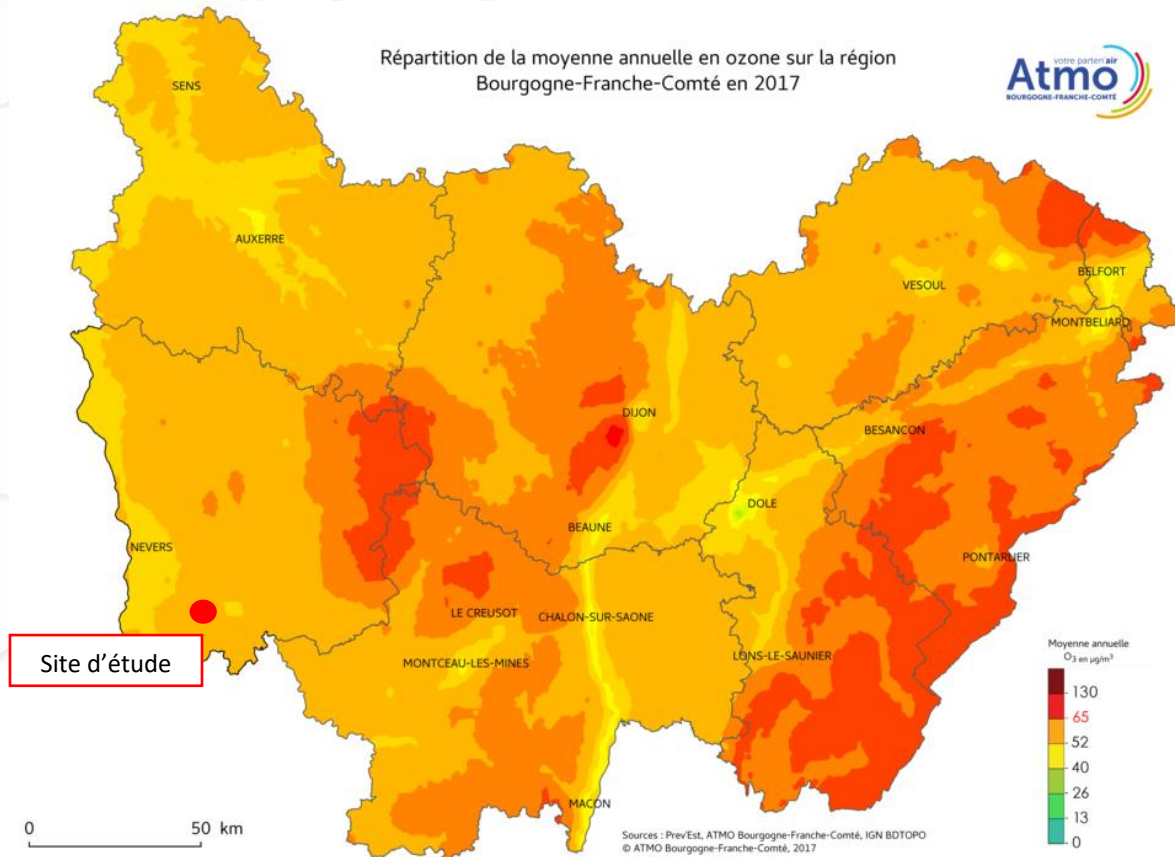 Répartition de la moyenne annuelle en ozone sur la région
Bourgogne-Franche-Comté en 2017
votre parten'air
Atmo
BOURGOGNE-FRANCHE-COMTÉ
SENS
AUXERRE
VESOUL
BELFORT
MONTBELIARD
DIJON
BESANCON
DOLE
BEAUNE
NEVERS
PONTARLIER
LE CREUSOT
CHALON-SUR-SAONE
Site d'étude
MONTCEAU-LES-MINES
LONS-LE-SAUNIER
Moyenne annuelle
O3 en µg/m³
130
65
52
40
26
13
0
MACON
0 50 km
Sources : Prev'Est, ATMO Bourgogne-Franche-Comté, IGN BDTOPO
© ATMO Bourgogne-Franche-Comté, 2017